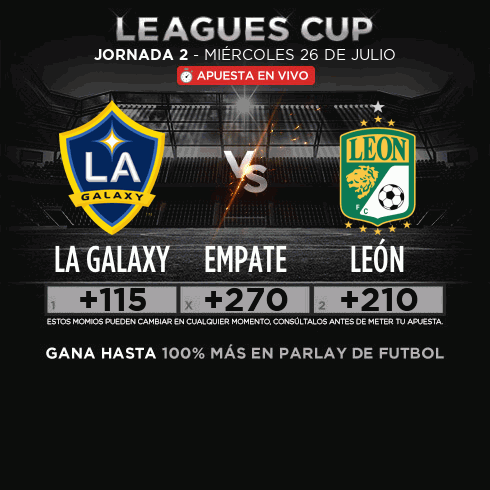 LEAGUES CUP
JORNADA 2 - MIÉRCOLES 26 DE JULIO
APUESTA EN VIVO
LA
GALAXY
VS
LEON
F C
LA GALAXY EMPATE LEÓN
1 +115 X +270 2 +210
ESTOS MOMIOS PUEDEN CAMBIAR EN CUALQUIER MOMENTO, CONSÚLTALOS ANTES DE METER TU APUESTA.
GANA HASTA 100% MÁS EN PARLAY DE FUTBOL